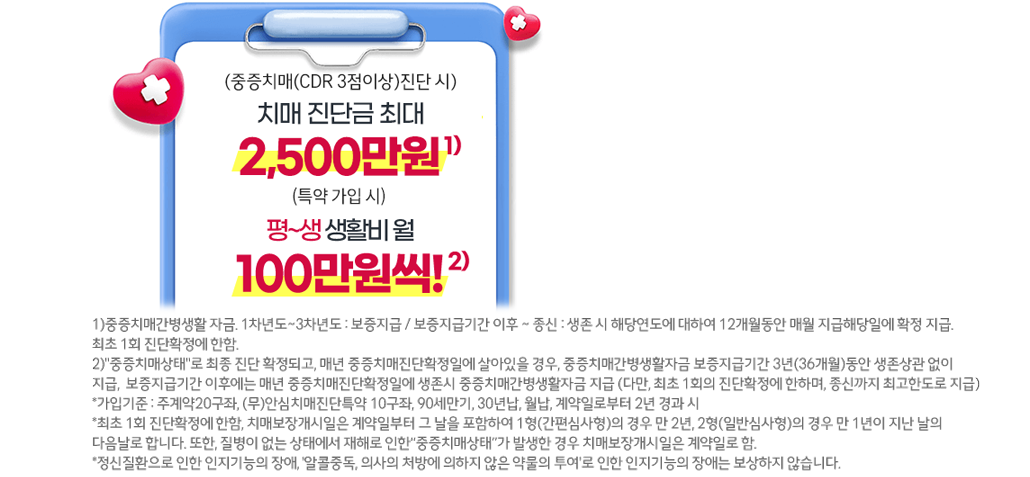 (중증치매(CDR 3점이상)진단 시)
치매 진단금 최대
2,500만원1)
(특약 가입 시)
평~생 생활비 월
100만원씩!2)
1)중증치매간병생활 자금. 1차년도~3차년도 : 보증지급 / 보증지급기간 이후 ~ 종신 : 생존 시 해당연도에 대하여 12개월동안 매월 지급해당일에 확정 지급.
최초 1회 진단확정에 한함.
2)"중증치매상태"로 최종 진단 확정되고, 매년 중증치매진단확정일에 살아있을 경우, 중증치매간병생활자금 보증지급기간 3년(36개월)동안 생존상관 없이
지급, 보증지급기간 이후에는 매년 중증치매진단확정일에 생존시 중증치매간병생활자금 지급 (다만, 최초 1회의 진단확정에 한하며, 종신까지 최고한도로 지급)
*가입기준 : 주계약20구좌, (무)안심치매진단특약 10구좌, 90세만기, 30년납, 월납, 계약일로부터 2년 경과 시
*최초 1회 진단확정에 한함, 치매보장개시일은 계약일부터 그 날을 포함하여 1형(간편심사형)의 경우 만 2년, 2형(일반심사형)의 경우 만 1년이 지난 날의
다음날로 합니다. 또한, 질병이 없는 상태에서 재해로 인한"중증치매상태"가 발생한 경우 치매보장개시일은 계약일로 함.
*정신질환으로 인한 인지기능의 장애, '알콜중독, 의사의 처방에 의하지 않은 약물의 투여'로 인한 인지기능의 장애는 보상하지 않습니다.